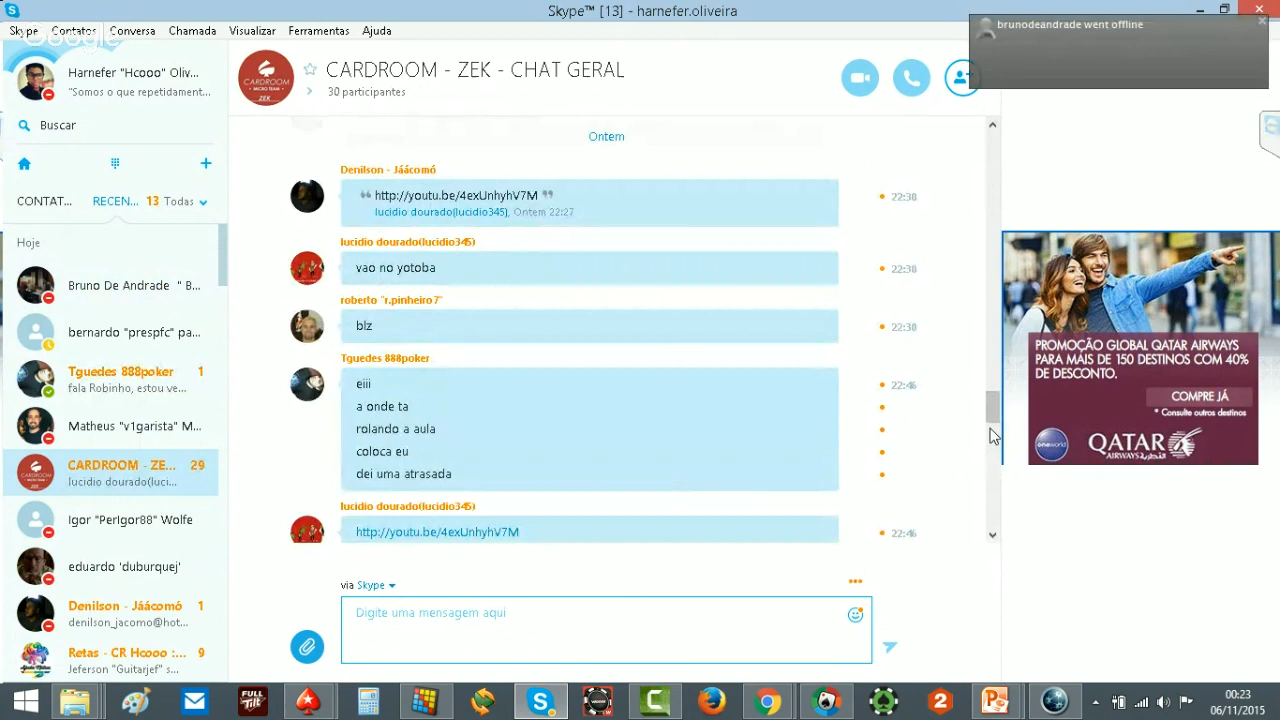 Skype™ [13] - harnefer.oliveira
Skype Contatos Conversa Chamada Visualizar Ferramentas Ajuda
Google
brunodeandrade went offline
Harnefer "Hcooo" Oliv...
"Somos o que repetidament...
Buscar
CONTAT... RECEN... 13 Todas
Hoje
Bruno De Andrade " B...
bernardo "prespfc" pa...
Tguedes 888poker 1
fala Robinho, estou ve...
Matheus "v1garista" M...
CARDROOM - ZE... 29
lucidio dourado(luci...
Igor "PerIgor88" Wolfe
eduardo 'duburquej'
Denilson - Jáácomó 1
denilson_jacomo@hot...
Retas - CR Hcooo :... 9
Jeferson "Guitarjef" s...
CARDROOM
MICRO TEAM
ZEK
CARDROOM - ZEK - CHAT GERAL
30 participantes
Ontem
Denilson - Jáácomó
“ http://youtu.be/4exUnhyhV7M ” 22:38
lucidio dourado(lucidio345), Ontem 22:27
lucidio dourado(lucidio345)
vao no yotoba 22:38
roberto "r.pinheiro7"
blz 22:38
Tguedes 888poker
eiii 22:46
a onde ta
rolando a aula
coloca eu
dei uma atrasada
lucidio dourado(lucidio345)
http://youtu.be/4exUnhyhV7M 22:46
via Skype
Digite uma mensagem aqui
PROMOÇÃO GLOBAL QATAR AIRWAYS
PARA MAIS DE 150 DESTINOS COM 40%
DE DESCONTO.
COMPRE JÁ
* Consulte outros destinos
oneworld
QATAR
AIRWAYS القطرية
FULL
TILT
00:23
06/11/2015